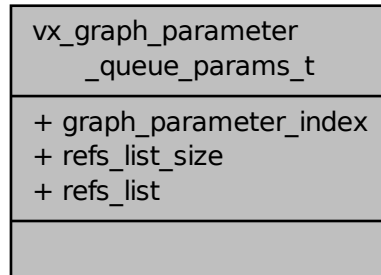 vx_graph_parameter
_queue_params_t
+ graph_parameter_index
+ refs_list_size
+ refs_list